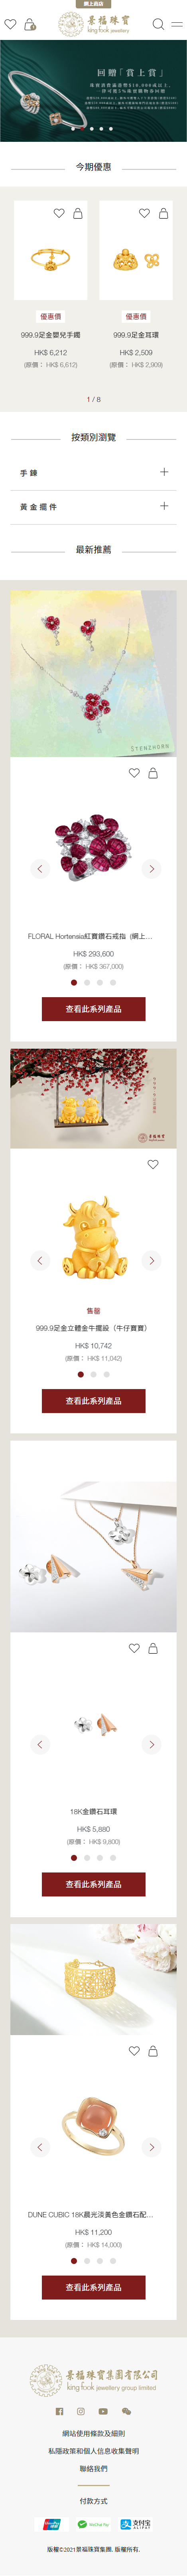 網上商店
景福珠寶
king fook jewellery
回贈「賞上賞」
今期優惠
優惠價
999.9足金嬰兒手鐲
HK$ 6,212
(原價： HK$ 6,612)
優惠價
999.9足金耳環
HK$ 2,509
(原價： HK$ 2,909)
1 / 8
按類別瀏覽
手鍊
黃金擺件
最新推薦
STENZHORN
FLORAL Hortensia紅寶鑽石戒指（網上...
HK$ 293,600
(原價： HK$ 367,000)
查看此系列產品
景福珠寶
售罄
999.9足金立體金牛擺設（牛仔寶寶）
HK$ 10,742
(原價： HK$ 11,042)
查看此系列產品
18K金鑽石耳環
HK$ 5,880
(原價： HK$ 9,800)
查看此系列產品
DUNE CUBIC 18K晨光淡黃色金鑽石配...
HK$ 11,200
(原價： HK$ 14,000)
查看此系列產品
景福珠寶集團有限公司
king fook jewellery group limited
網站使用條款及細則
私隱政策和個人信息收集聲明
聯絡我們
付款方式
UnionPay
WeChat Pay
支付宝
ALIPAY
版權©2021景福珠寶集團. 版權所有.